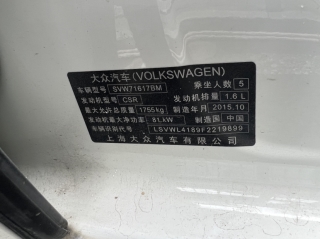 大众汽车(VOLKSWAGEN)
车辆型号 SVW71617BM 乘坐人数 5
发动机型号 CSR 发动机排量 1.6 L
最大允许总质量 1755 kg 制造年月 2015.10
发动机最大净功率 81 kW 制造国 中国
车辆识别代号 LSVWL4189F2219899
上海大众汽车有限公司